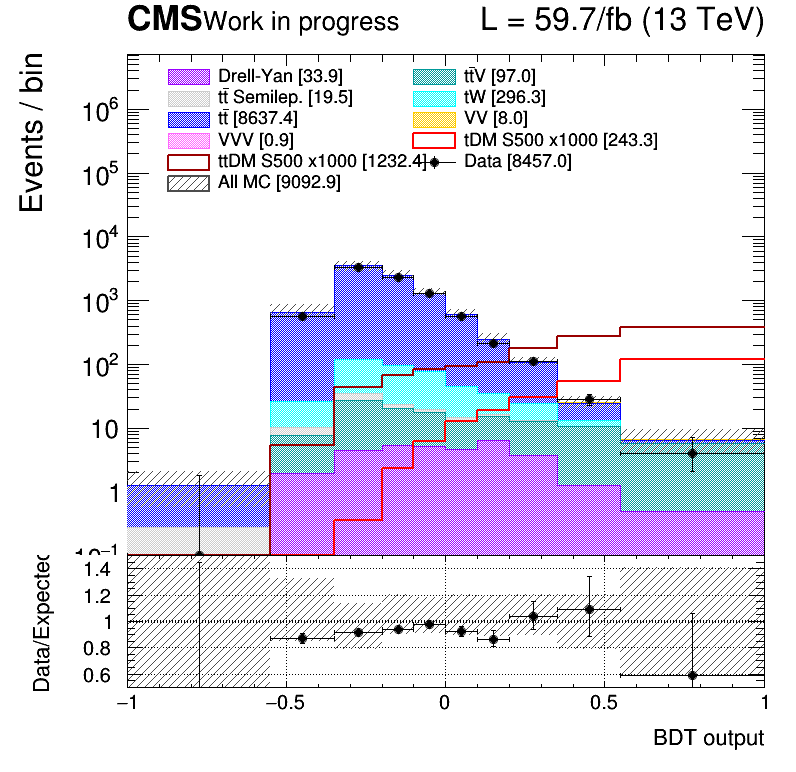 CMS Work in progress L = 59.7/fb (13 TeV)
Events / bin
Drell-Yan [33.9] tt̄V [97.0]
tt̄ Semilep. [19.5] tW [296.3]
tt̄ [8637.4] VV [8.0]
VVV [0.9] tDM S500 x1000 [243.3]
ttDM S500 x1000 [1232.4] Data [8457.0]
All MC [9092.9]
10⁶
10⁵
10⁴
10³
10²
10
1
10⁻¹
Data/Expected
1.4
1.2
1
0.8
0.6
−1 −0.5 0 0.5 1
BDT output